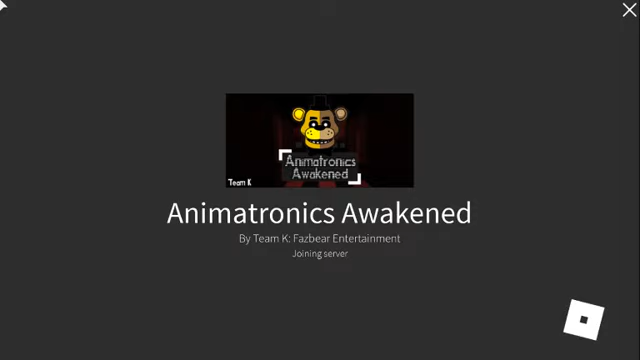 Animatronics
Awakened
Team K
Animatronics Awakened
By Team K: Fazbear Entertainment
Joining server